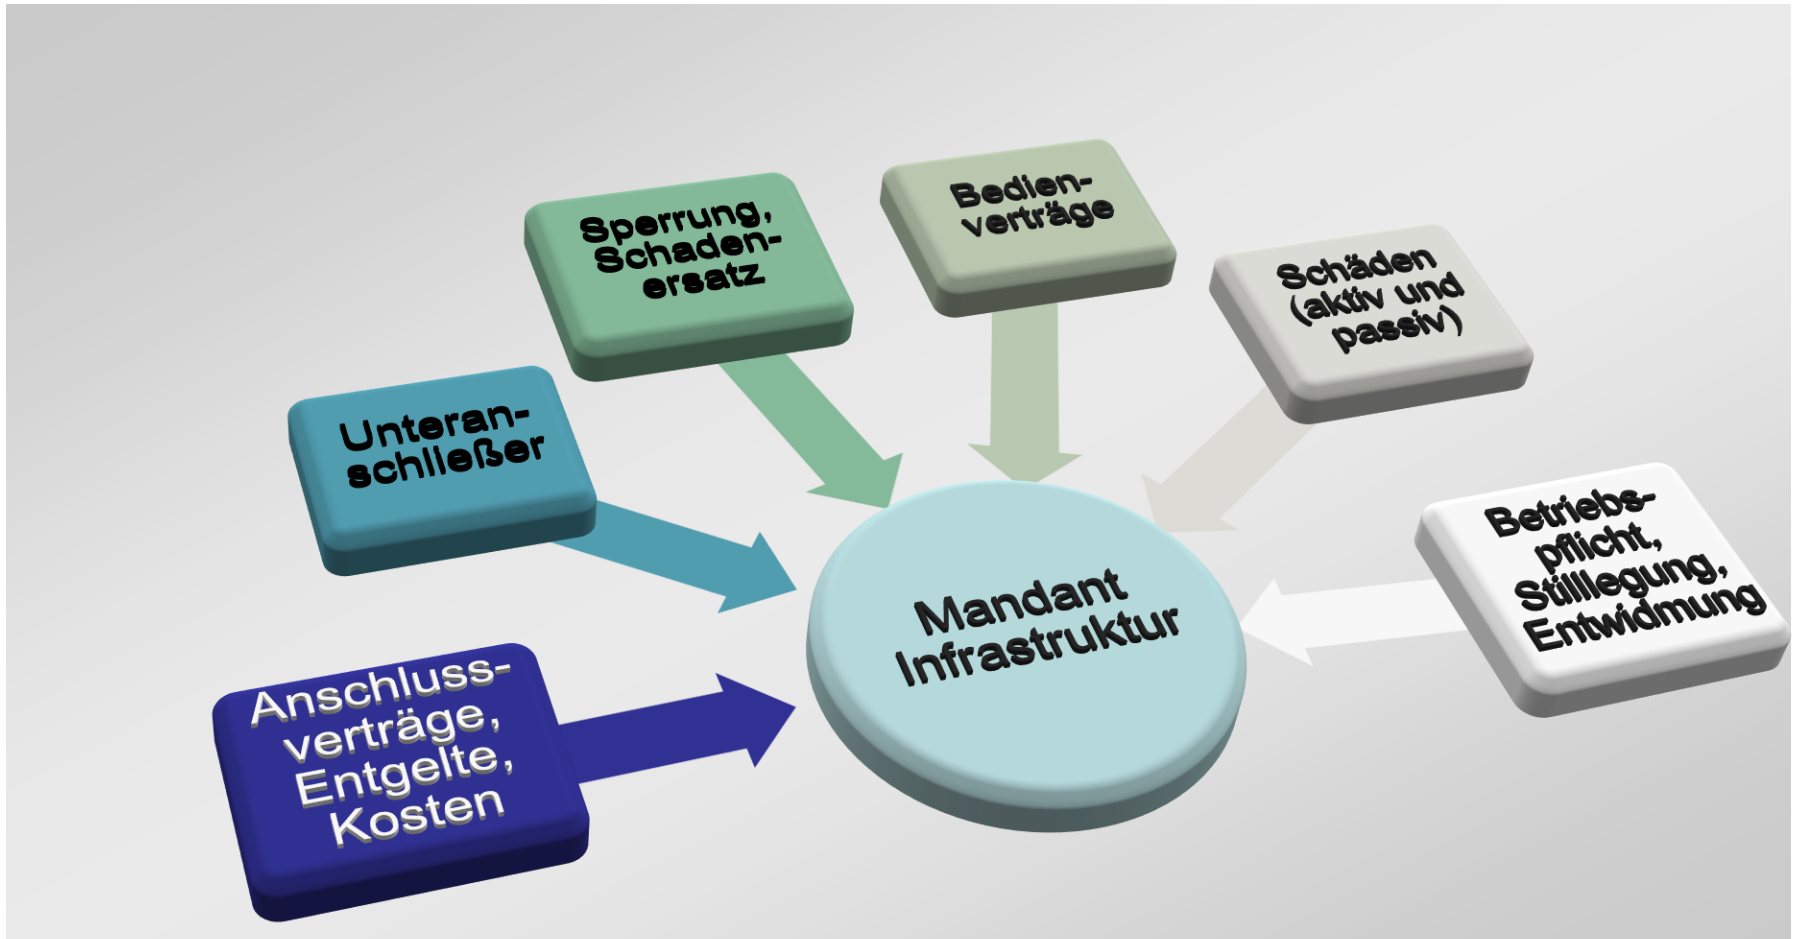 Anschluss-
verträge,
Entgelte,
Kosten
Unteran-
schließer
Sperrung,
Schaden-
ersatz
Bedien-
verträge
Schäden
(aktiv und
passiv)
Betriebs-
pflicht,
Stilllegung,
Entwidmung
Mandant
Infrastruktur